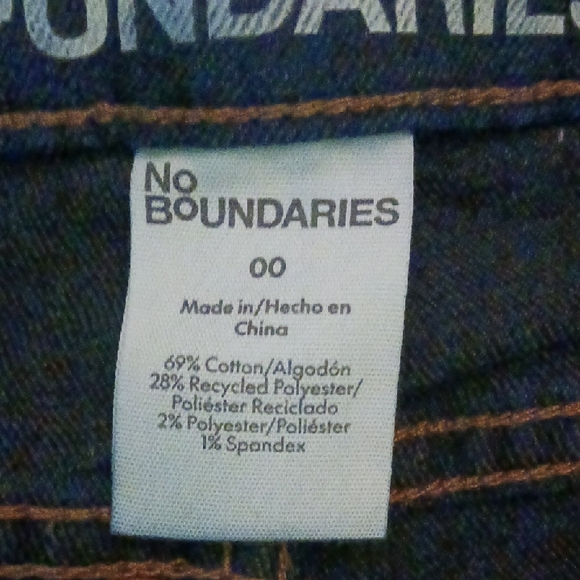 OUNDARIES
No
BoUNDARIES
00
Made in/Hecho en
China
69% Cotton/Algodón
28% Recycled Polyester/
Poliéster Reciclado
2% Polyester/Poliéster
1% Spandex